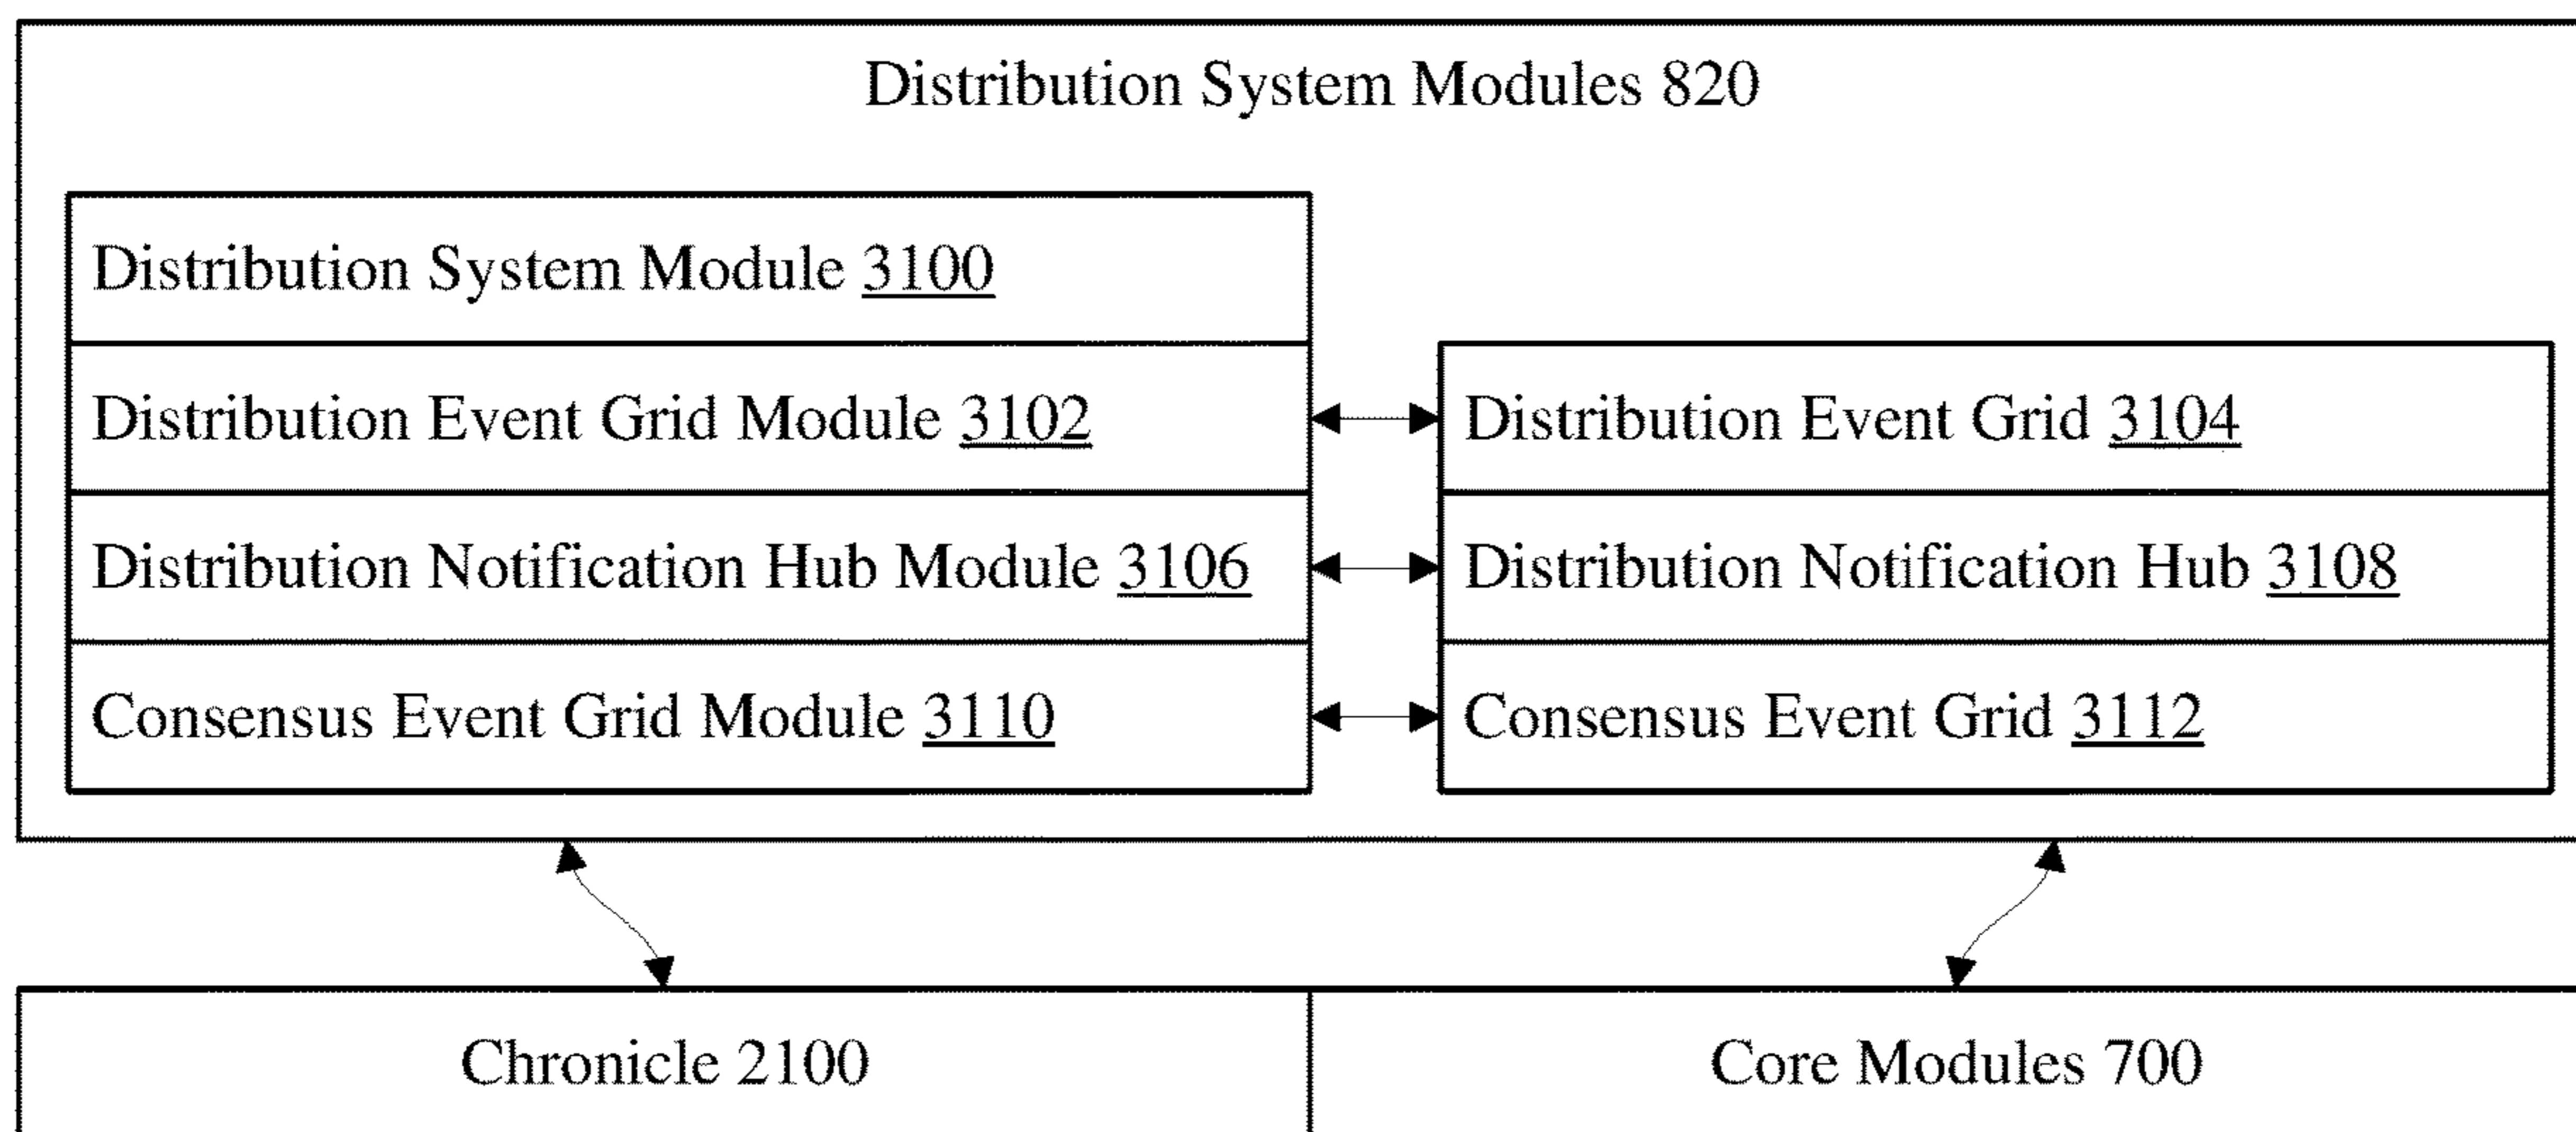 Distribution System Modules 820
Distribution System Module 3100
Distribution Event Grid Module 3102
Distribution Event Grid 3104
Distribution Notification Hub Module 3106
Distribution Notification Hub 3108
Consensus Event Grid Module 3110
Consensus Event Grid 3112
Chronicle 2100
Core Modules 700